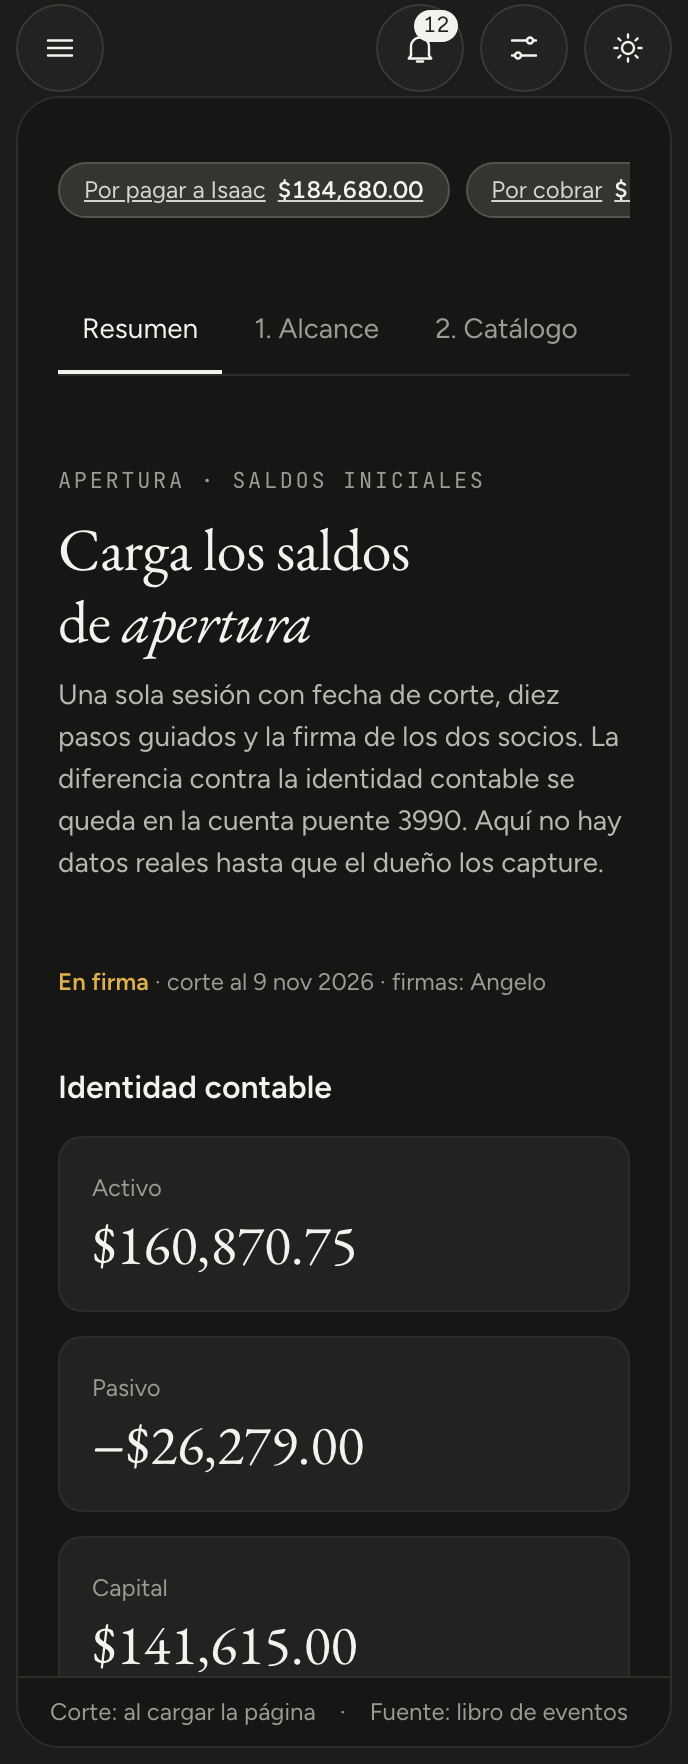 12
Por pagar a Isaac $184,680.00 Por cobrar $
Resumen 1. Alcance 2. Catálogo
APERTURA · SALDOS INICIALES
Carga los saldos
de apertura
Una sola sesión con fecha de corte, diez
pasos guiados y la firma de los dos socios. La
diferencia contra la identidad contable se
queda en la cuenta puente 3990. Aquí no hay
datos reales hasta que el dueño los capture.
En firma · corte al 9 nov 2026 · firmas: Angelo
Identidad contable
Activo
$160,870.75
Pasivo
–$26,279.00
Capital
$141,615.00
Corte: al cargar la página · Fuente: libro de eventos